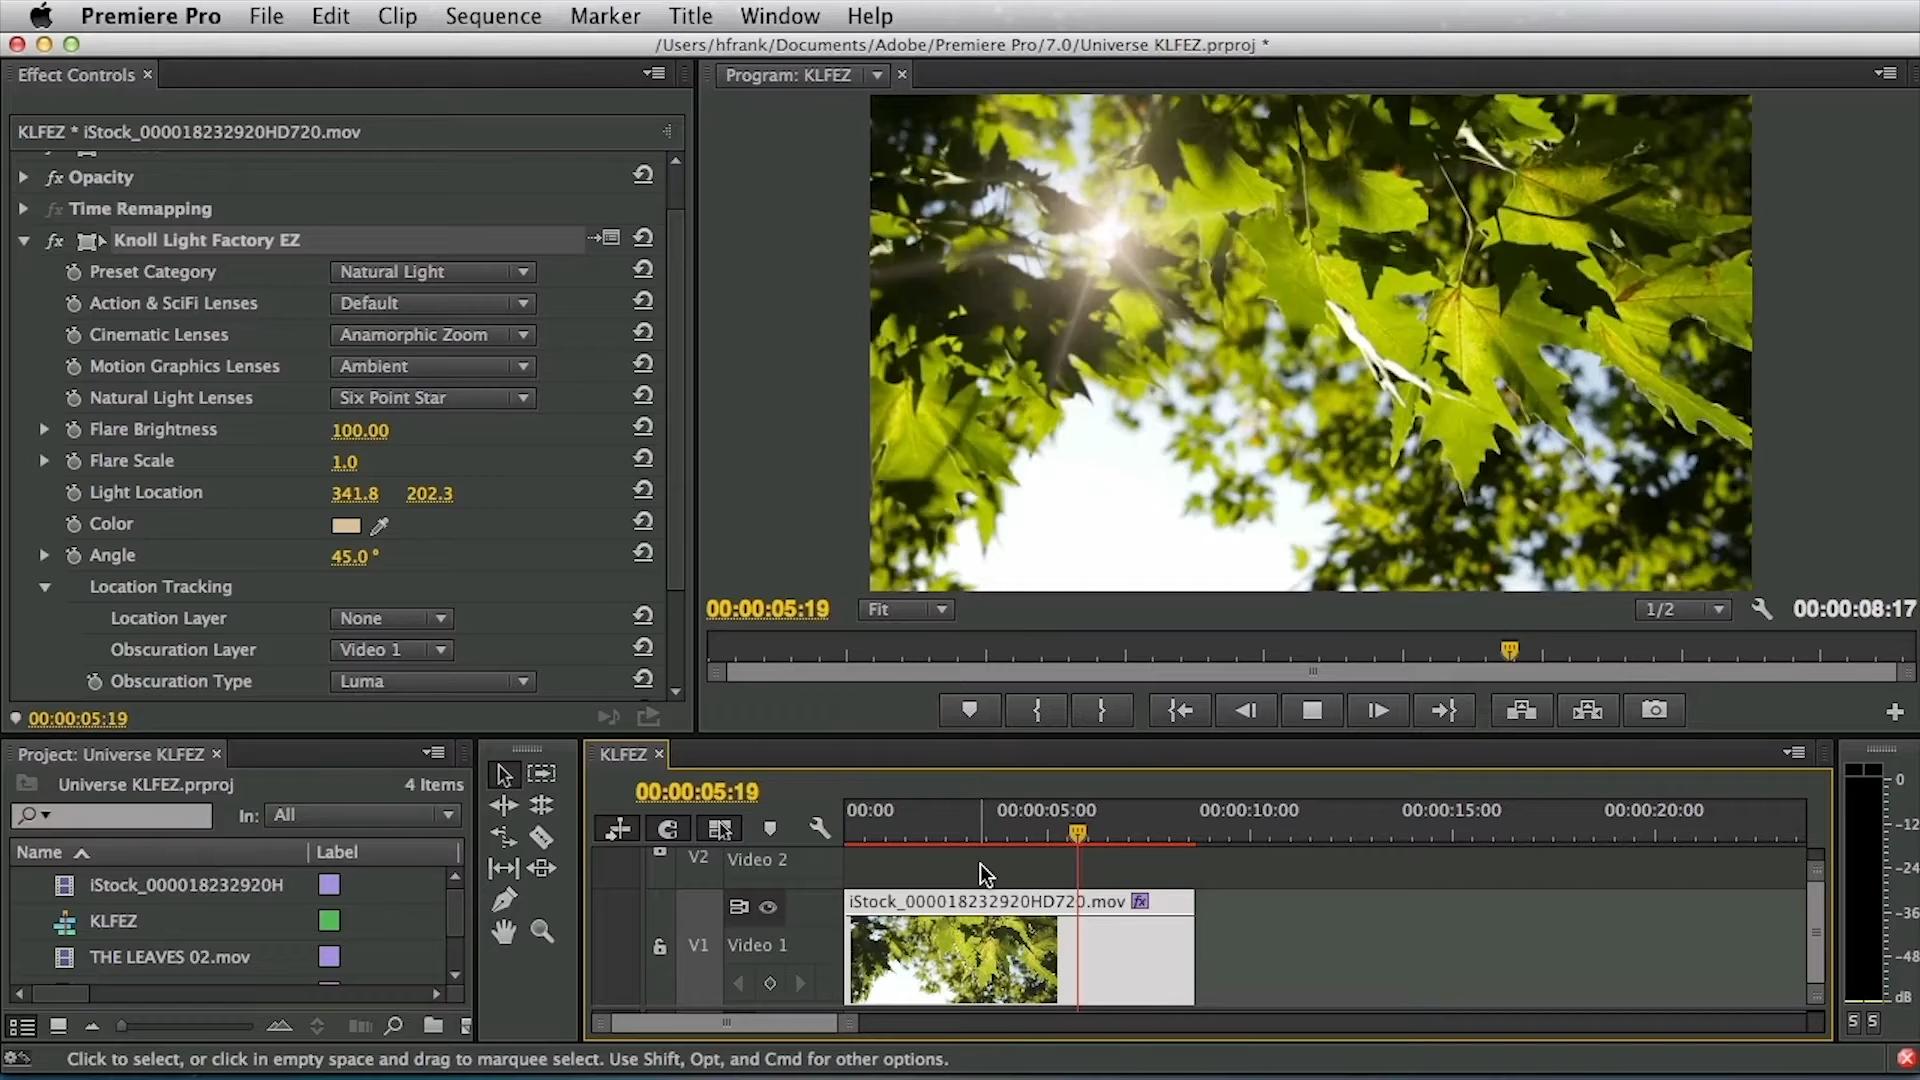 Premiere Pro File Edit Clip Sequence Marker Title Window Help
/Users/hfrank/Documents/Adobe/Premiere Pro/7.0/Universe KLFEZ.prproj *
Effect Controls ×
Program: KLFEZ ×
KLFEZ * iStock_000018232920HD720.mov
fx Opacity
fx Time Remapping
fx Knoll Light Factory EZ
Preset Category Natural Light
Action & SciFi Lenses Default
Cinematic Lenses Anamorphic Zoom
Motion Graphics Lenses Ambient
Natural Light Lenses Six Point Star
Flare Brightness 100.00
Flare Scale 1.0
Light Location 341.8 202.3
Color
Angle 45.0 °
Location Tracking
Location Layer None
Obscuration Layer Video 1
Obscuration Type Luma
00:00:05:19
00:00:05:19 Fit 1/2 00:00:08:17
Project: Universe KLFEZ ×
Universe KLFEZ.prproj 4 Items
In: All
Name Label
iStock_000018232920H
KLFEZ
THE LEAVES 02.mov
KLFEZ ×
00:00:05:19
00:00 00:00:05:00 00:00:10:00 00:00:15:00 00:00:20:00
V2 Video 2
iStock_000018232920HD720.mov fx
V1 Video 1
0
-12
-24
-36
-48
dB
S S
Click to select, or click in empty space and drag to marquee select. Use Shift, Opt, and Cmd for other options.